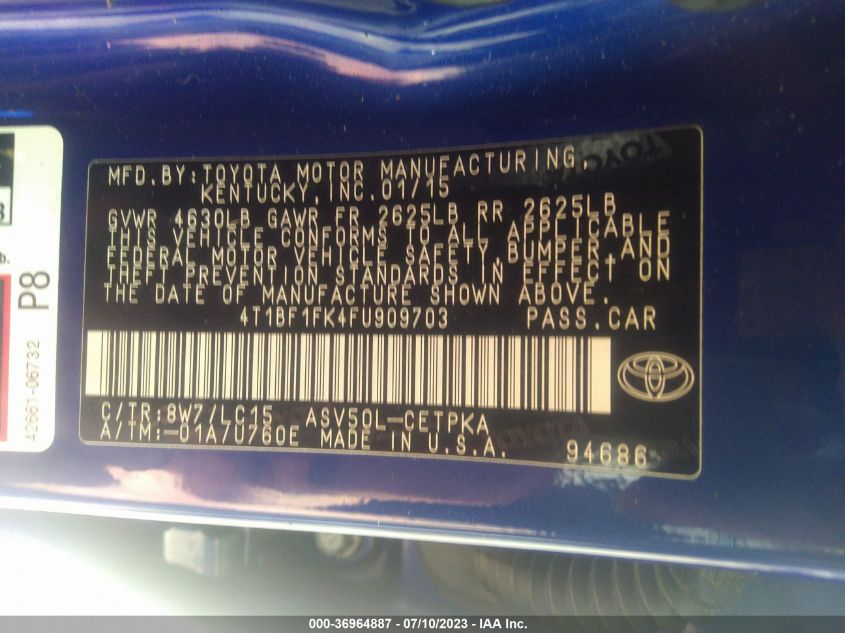 MFD.BY:TOYOTA MOTOR MANUFACTURING,
KENTUCKY,INC.01/15
GVWR 4630LB GAWR FR 2625LB RR 2625LB
THIS VEHICLE CONFORMS TO ALL APPLICABLE
FEDERAL MOTOR VEHICLE SAFETY,BUMPER,AND
THEFT PREVENTION STANDARDS IN EFFECT ON
THE DATE OF MANUFACTURE SHOWN ABOVE.
4T1BF1FK4FU909703 PASS.CAR
C/TR:8W7/LC15 ASV50L-CETPKA
A/TM:-01A/U760E MADE IN U.S.A. 94686
P8
42661-06732
TOYOTA
TOYOTA
000-36964887 - 07/10/2023 - IAA Inc.